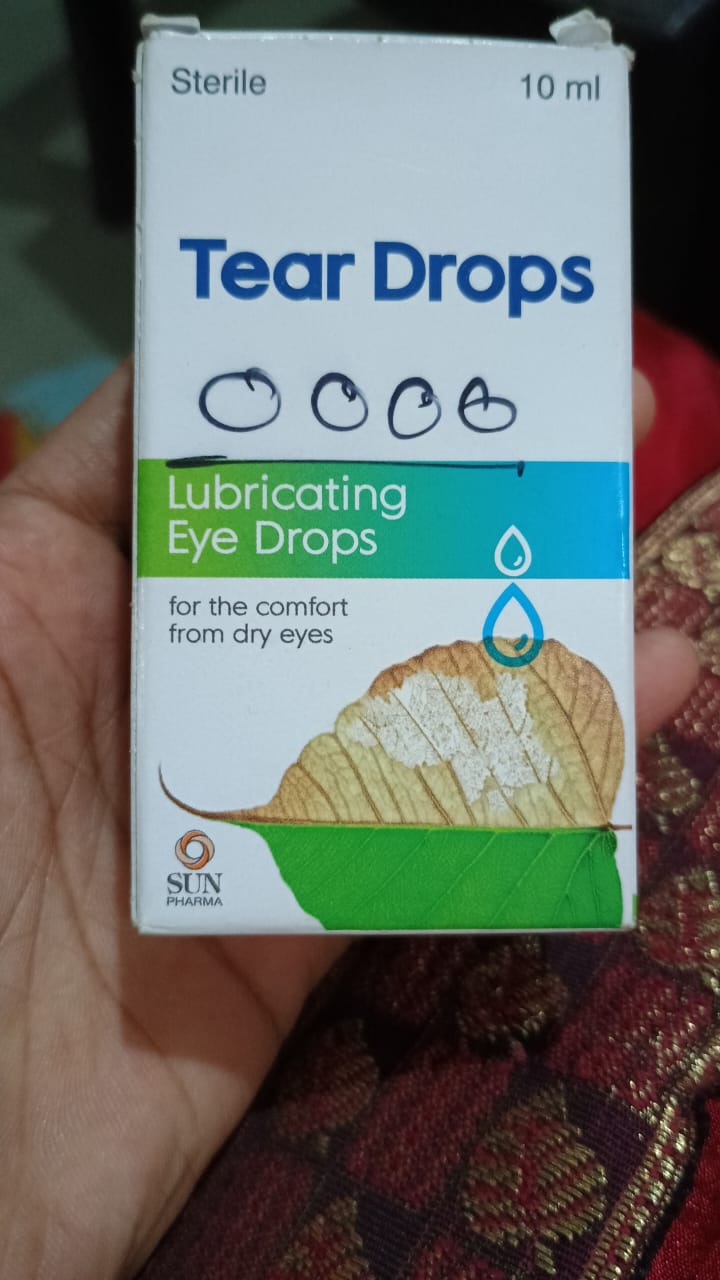 Sterile 10 ml
Tear Drops
Lubricating
Eye Drops
for the comfort
from dry eyes
SUN
PHARMA